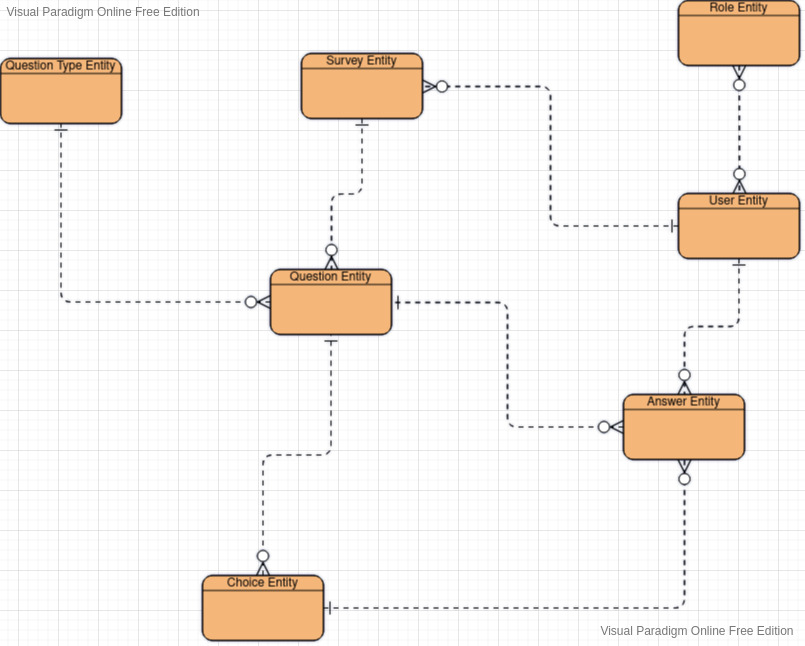 Visual Paradigm Online Free Edition
Role Entity
Question Type Entity
Survey Entity
User Entity
Question Entity
Answer Entity
Choice Entity
Visual Paradigm Online Free Edition